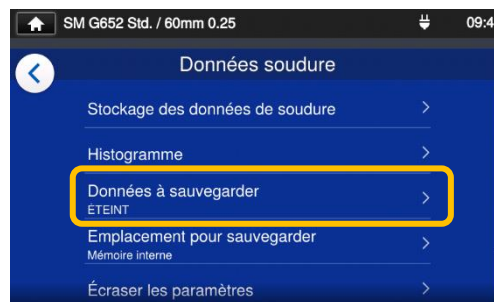 SM G652 Std. / 60mm 0.25
09:4
Données soudure
Stockage des données de soudure
Histogramme
Données à sauvegarder
ÉTEINT
Emplacement pour sauvegarder
Mémoire interne
Écraser les paramètres